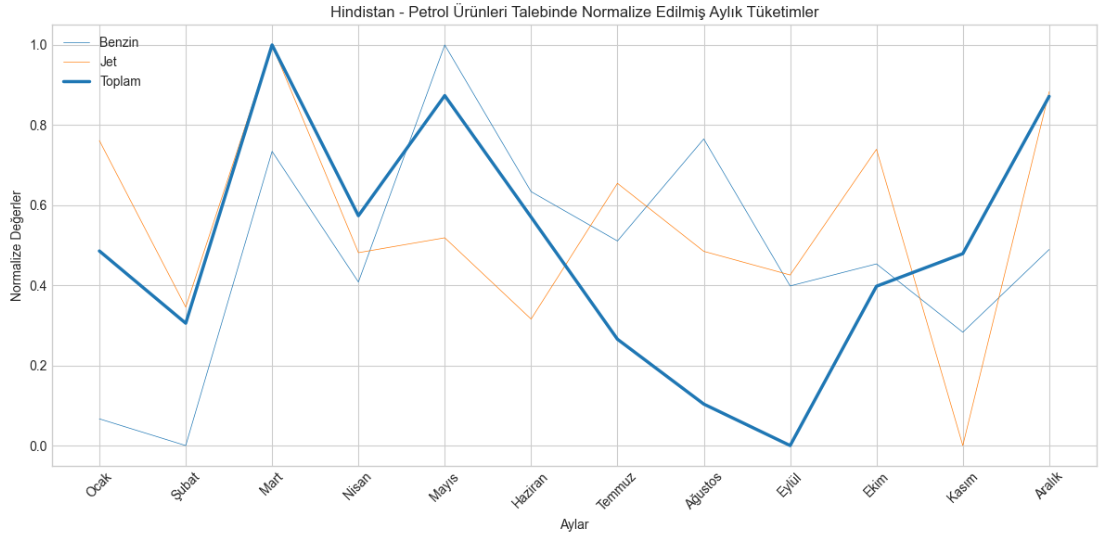 Hindistan - Petrol Ürünleri Talebinde Normalize Edilmiş Aylık Tüketimler
Benzin
Jet
Toplam
1.0
0.8
0.6
0.4
0.2
0.0
Normalize Değerler
Ocak
Şubat
Mart
Nisan
Mayıs
Haziran
Temmuz
Ağustos
Eylül
Ekim
Kasım
Aralık
Aylar